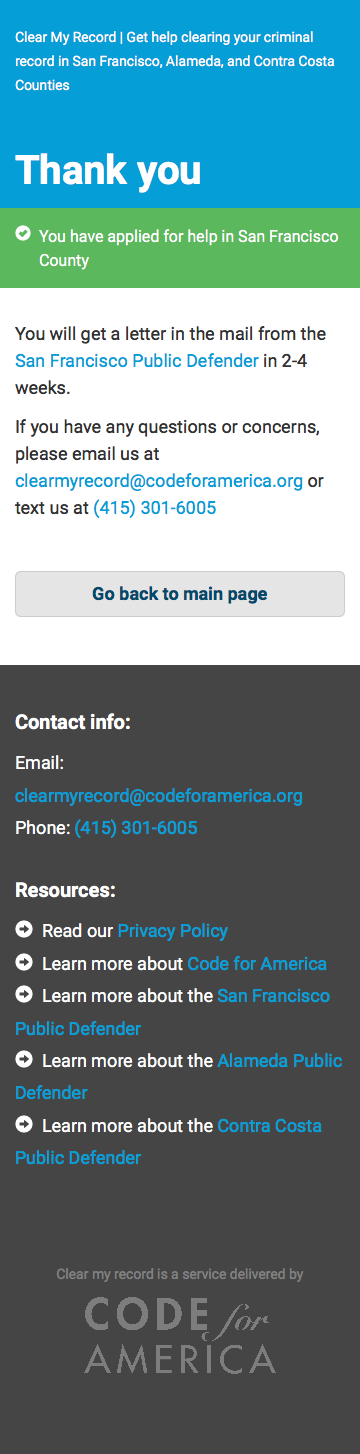 Clear My Record | Get help clearing your criminal
record in San Francisco, Alameda, and Contra Costa
Counties
Thank you
You have applied for help in San Francisco
County
You will get a letter in the mail from the
San Francisco Public Defender in 2-4
weeks.
If you have any questions or concerns,
please email us at
clearmyrecord@codeforamerica.org or
text us at (415) 301-6005
Go back to main page
Contact info:
Email:
clearmyrecord@codeforamerica.org
Phone: (415) 301-6005
Resources:
Read our Privacy Policy
Learn more about Code for America
Learn more about the San Francisco
Public Defender
Learn more about the Alameda Public
Defender
Learn more about the Contra Costa
Public Defender
Clear my record is a service delivered by
CODE for
AMERICA